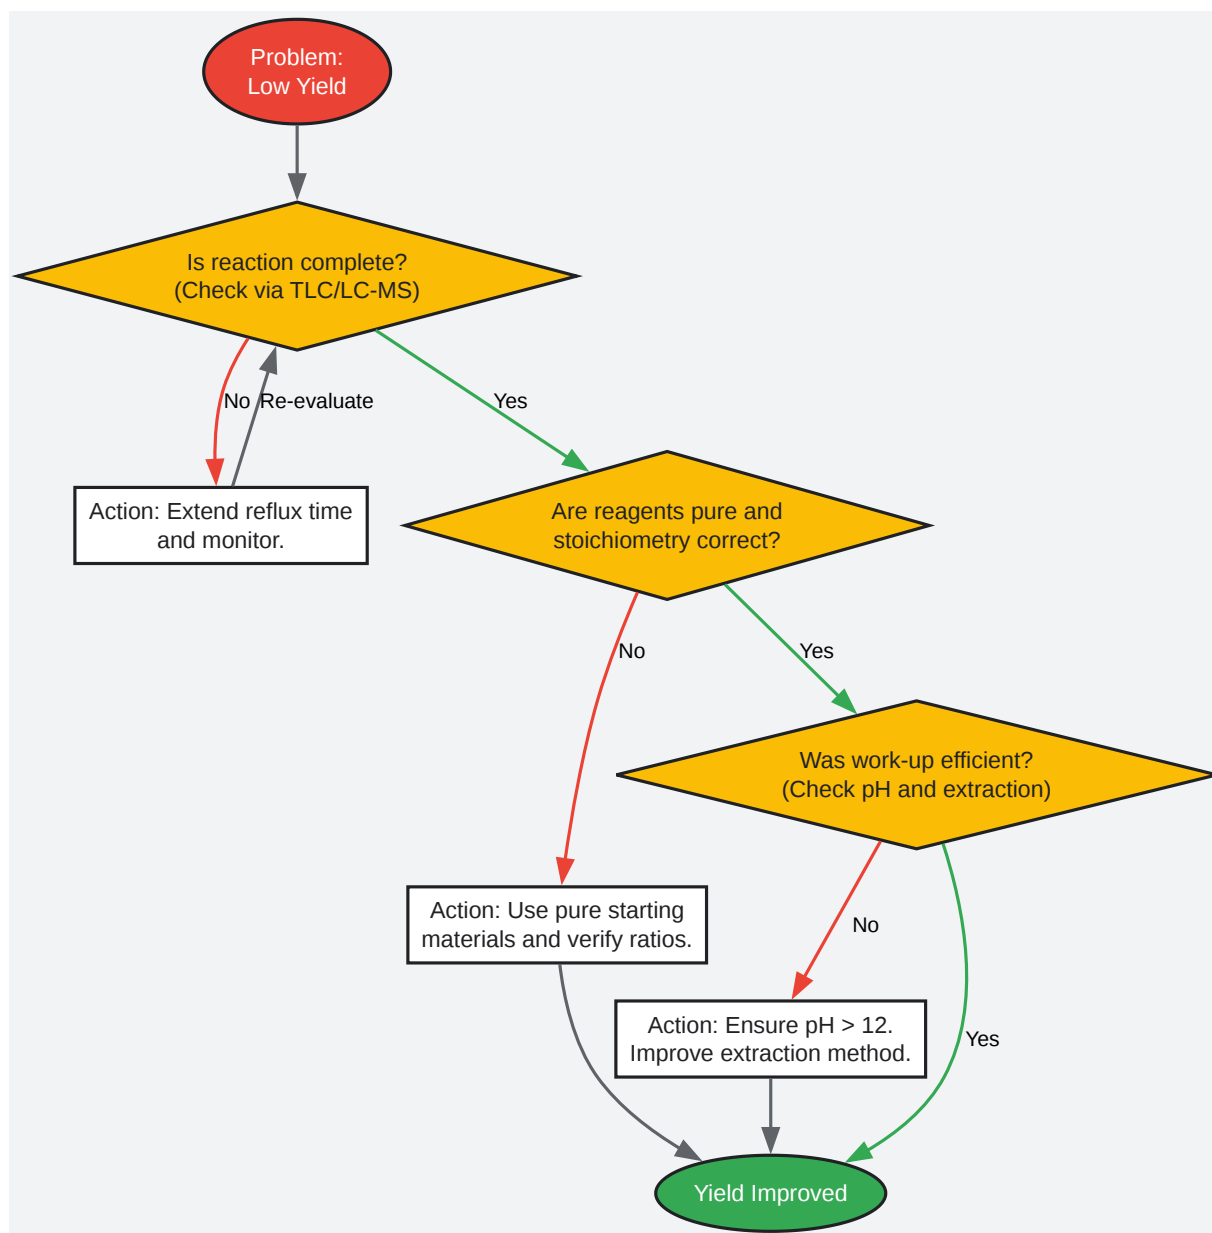 Problem:
Low Yield
Is reaction complete?
(Check via TLC/LC-MS)
No
Re-evaluate
Yes
Action: Extend reflux time
and monitor.
Are reagents pure and
stoichiometry correct?
No
Yes
Was work-up efficient?
(Check pH and extraction)
Action: Use pure starting
materials and verify ratios.
No
Action: Ensure pH > 12.
Improve extraction method.
Yes
Yield Improved